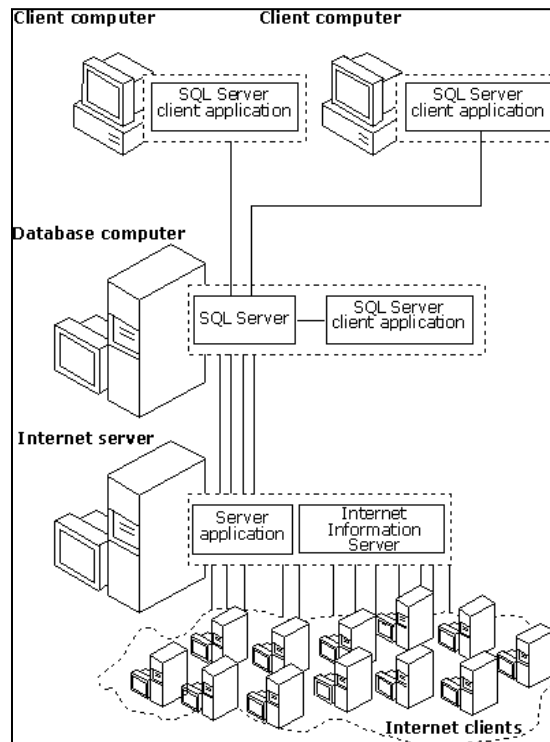 Client computer
Client computer
SQL Server
client application
SQL Server
client application
Database computer
SQL Server
SQL Server
client application
Internet server
Server
application
Internet
Information
Server
Internet clients